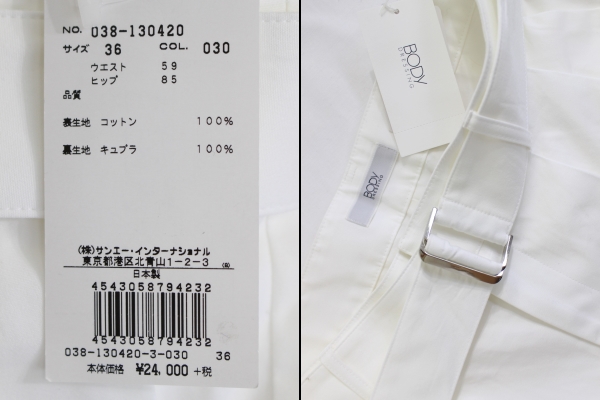 NO. 038-130420
サイズ 36 COL. 030
ウエスト 59
ヒップ 85
品質
表生地 コットン 100%
裏生地 キュプラ 100%
(株)サンエー・インターナショナル
東京都港区北青山1-2-3
日本製
4543058794232
4543058794232
038-130420-3-030 36
本体価格 ¥24,000+税
BODY
DRESSING
BODY
DRESSING